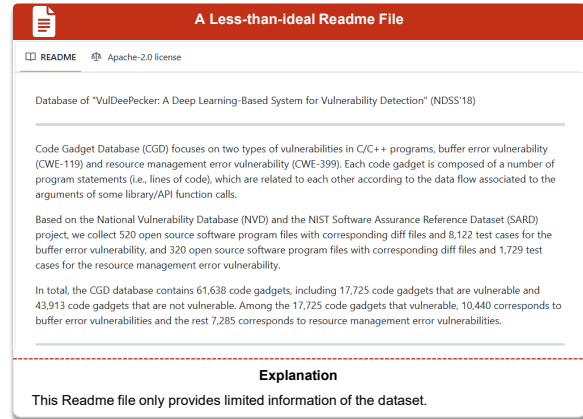 A Less-than-ideal Readme File
README Apache-2.0 license
Database of "VulDeePecker: A Deep Learning-Based System for Vulnerability Detection" (NDSS'18)
Code Gadget Database (CGD) focuses on two types of vulnerabilities in C/C++ programs, buffer error vulnerability
(CWE-119) and resource management error vulnerability (CWE-399). Each code gadget is composed of a number of
program statements (i.e., lines of code), which are related to each other according to the data flow associated to the
arguments of some library/API function calls.
Based on the National Vulnerability Database (NVD) and the NIST Software Assurance Reference Dataset (SARD)
project, we collect 520 open source software program files with corresponding diff files and 8,122 test cases for the
buffer error vulnerability, and 320 open source software program files with corresponding diff files and 1,729 test
cases for the resource management error vulnerability.
In total, the CGD database contains 61,638 code gadgets, including 17,725 code gadgets that are vulnerable and
43,913 code gadgets that are not vulnerable. Among the 17,725 code gadgets that vulnerable, 10,440 corresponds to
buffer error vulnerabilities and the rest 7,285 corresponds to resource management error vulnerabilities.
Explanation
This Readme file only provides limited information of the dataset.